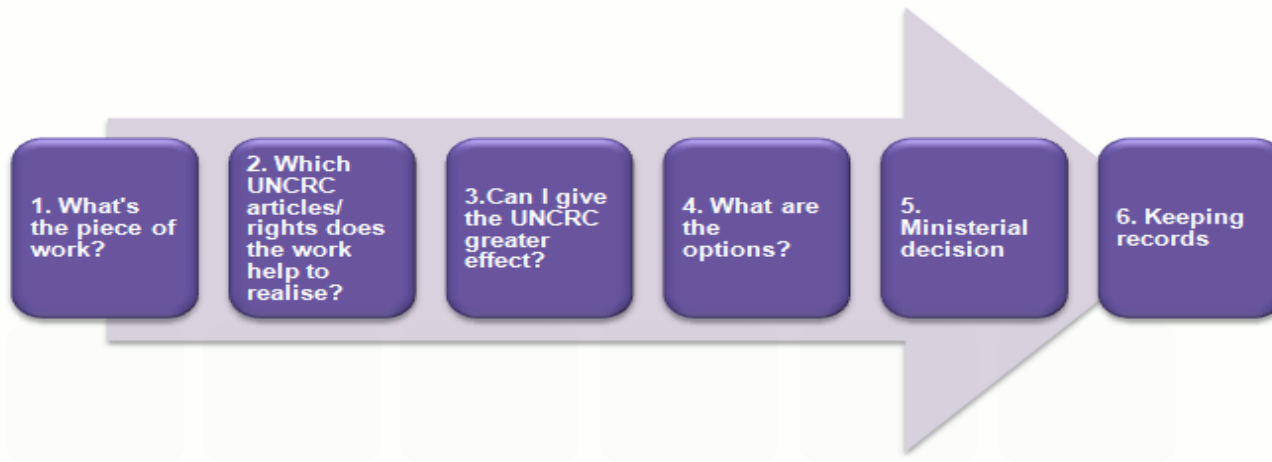 1. What's
the piece of
work?
2. Which
UNCRC
articles/
rights does
the work
help to
realise?
3.Can I give
the UNCRC
greater
effect?
4. What are
the
options?
5.
Ministerial
decision
6. Keeping
records